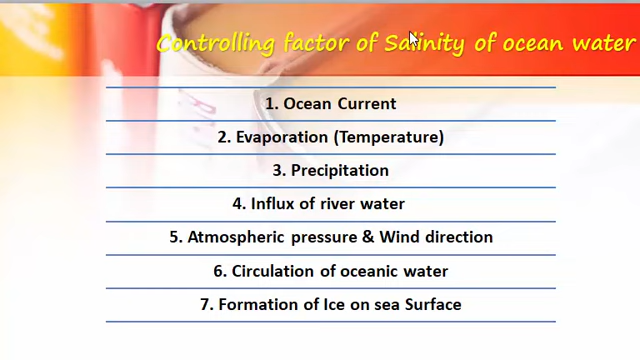 Controlling factor of Salinity of ocean water
1. Ocean Current
2. Evaporation (Temperature)
3. Precipitation
4. Influx of river water
5. Atmospheric pressure & Wind direction
6. Circulation of oceanic water
7. Formation of Ice on sea Surface